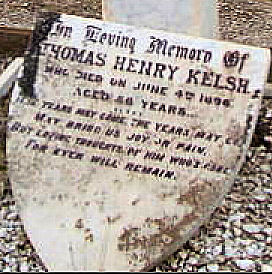 In Loving Memory Of
THOMAS HENRY KELSH,
WHO DIED ON JUNE 4TH
AGED YEARS.
THE YEARS MAY COME, THE YEARS MAY GO,
MAY BRING US JOY OR PAIN.
BUT LOVING THOUGHTS OF HIM WHO'S GONE
FOR EVER WILL REMAIN.